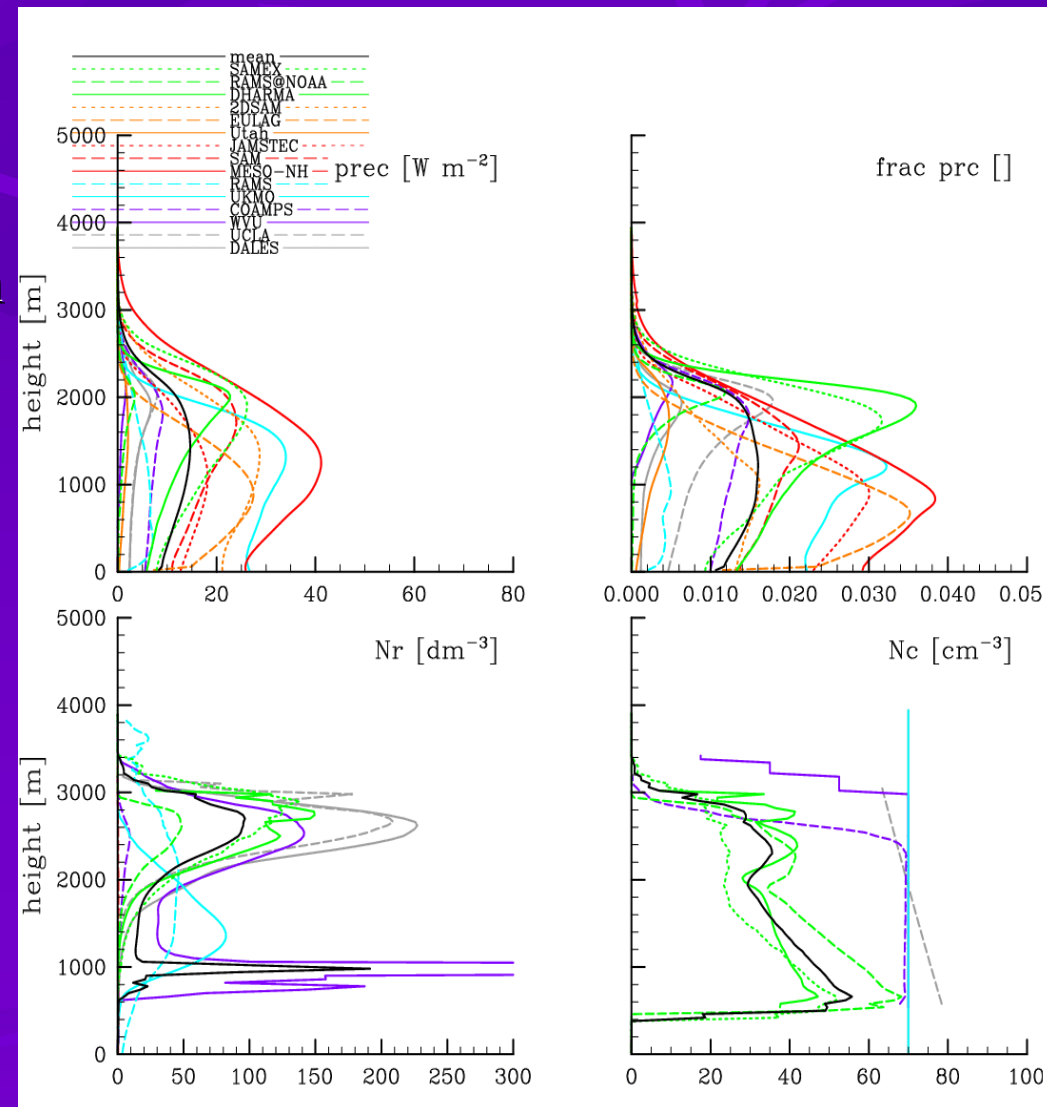 mean
SAMEX
RAMS@NOAA
DHARMA
2DSAM
EULAG
Utah
JAMSTEC
SAM
MESO-NH
RAMS
UKMO
COAMPS
WVU
UCLA
DALES
prec [W m⁻²]
frac prc []
5000
4000
3000
2000
1000
0
height [m]
0 20 40 60 80
0.000 0.010 0.020 0.030 0.040 0.05
Nr [dm⁻³]
Nc [cm⁻³]
5000
4000
3000
2000
1000
0
height [m]
0 50 100 150 200 250 300
0 20 40 60 80 100